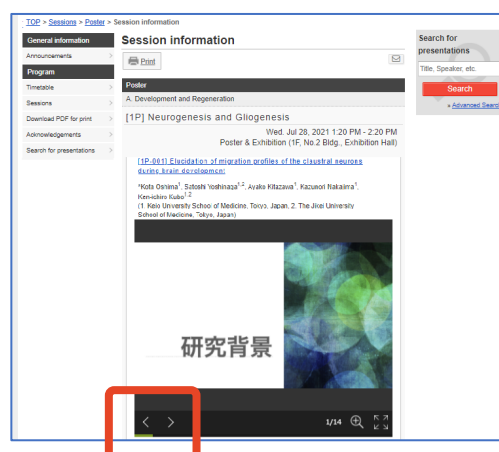 TOP > Sessions > Poster > Session information
General information
Announcements
Program
Timetable
Sessions
Download PDF for print
Acknowledgements
Search for presentations
Session information
Print
Poster
A. Development and Regeneration
[1P] Neurogenesis and Gliogenesis
Wed. Jul 28, 2021 1:20 PM - 2:20 PM
Poster & Exhibition (1F, No.2 Bldg., Exhibition Hall)
[1P-001] Elucidation of migration profiles of the claustral neurons
during brain development
*Kota Oshima1, Satoshi Yoshinaga1,2, Ayako Kitazawa1, Kazunori Nakajima1,
Ken-ichiro Kubo1,2
(1. Keio University School of Medicine, Tokyo, Japan, 2. The Jikei University
School of Medicine, Tokyo, Japan)
研究背景
1/14
Search for
presentations
Title, Speaker, etc.
Search
» Advanced Searc